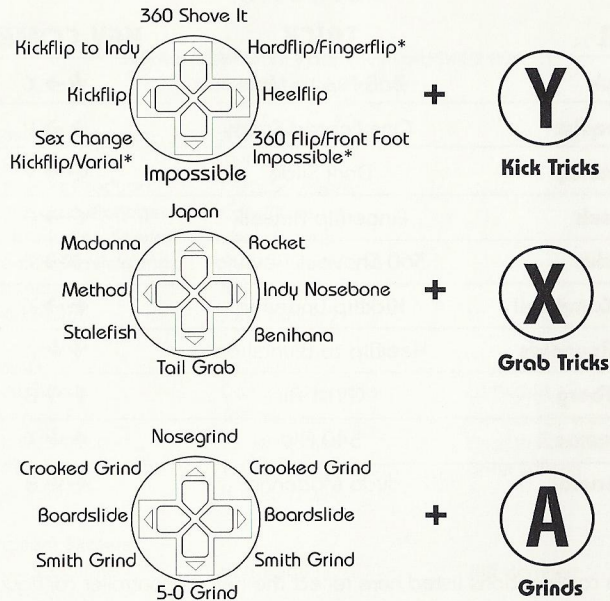 360 Shove It
Kickflip to Indy
Hardflip/Fingerflip*
Kickflip
Heelflip
+
Y
Sex Change
Kickflip/Varial*
360 Flip/Front Foot
Impossible*
Impossible
Kick Tricks
Japan
Madonna
Rocket
Method
Indy Nosebone
+
X
Stalefish
Benihana
Tail Grab
Grab Tricks
Nosegrind
Crooked Grind
Crooked Grind
Boardslide
Boardslide
+
A
Smith Grind
Smith Grind
5-0 Grind
Grinds